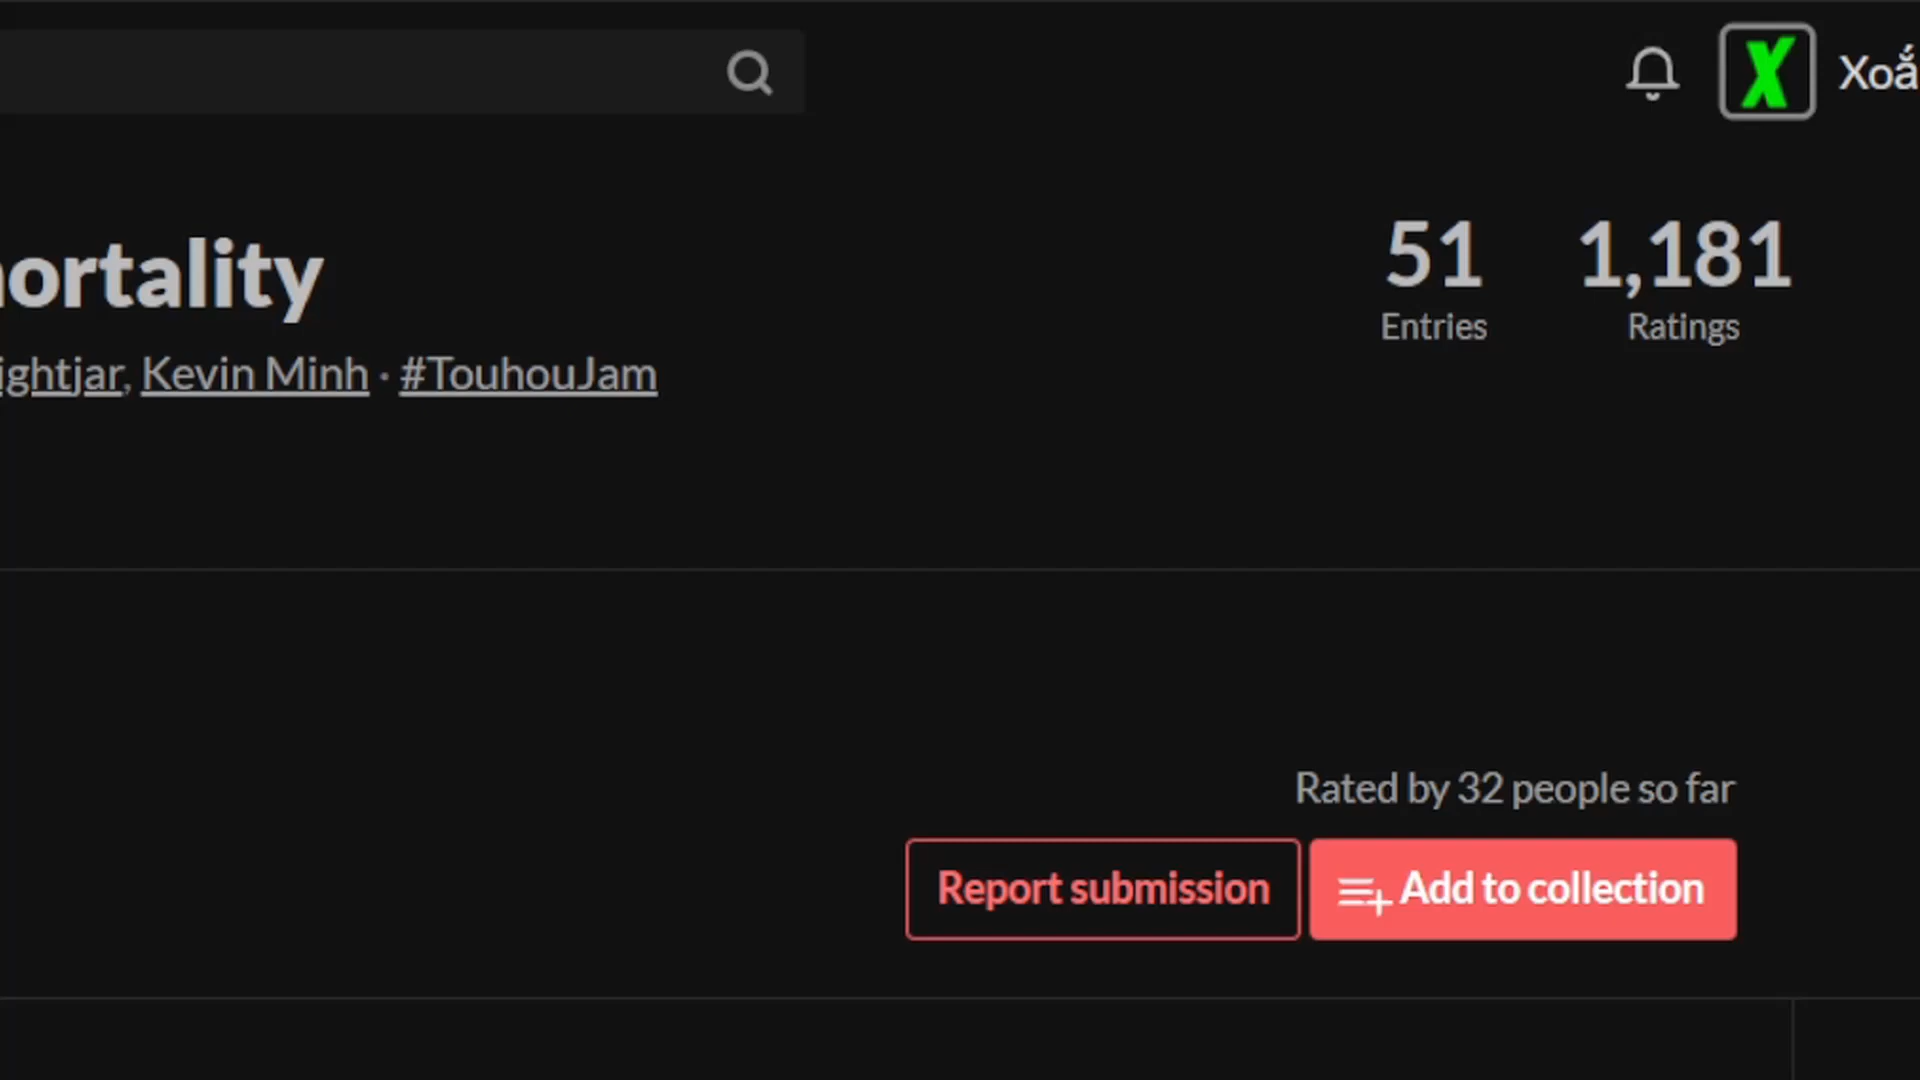 X Xoắ
ortality
51 1,181
Entries Ratings
ightjar, Kevin Minh · #TouhouJam
Rated by 32 people so far
Report submission Add to collection